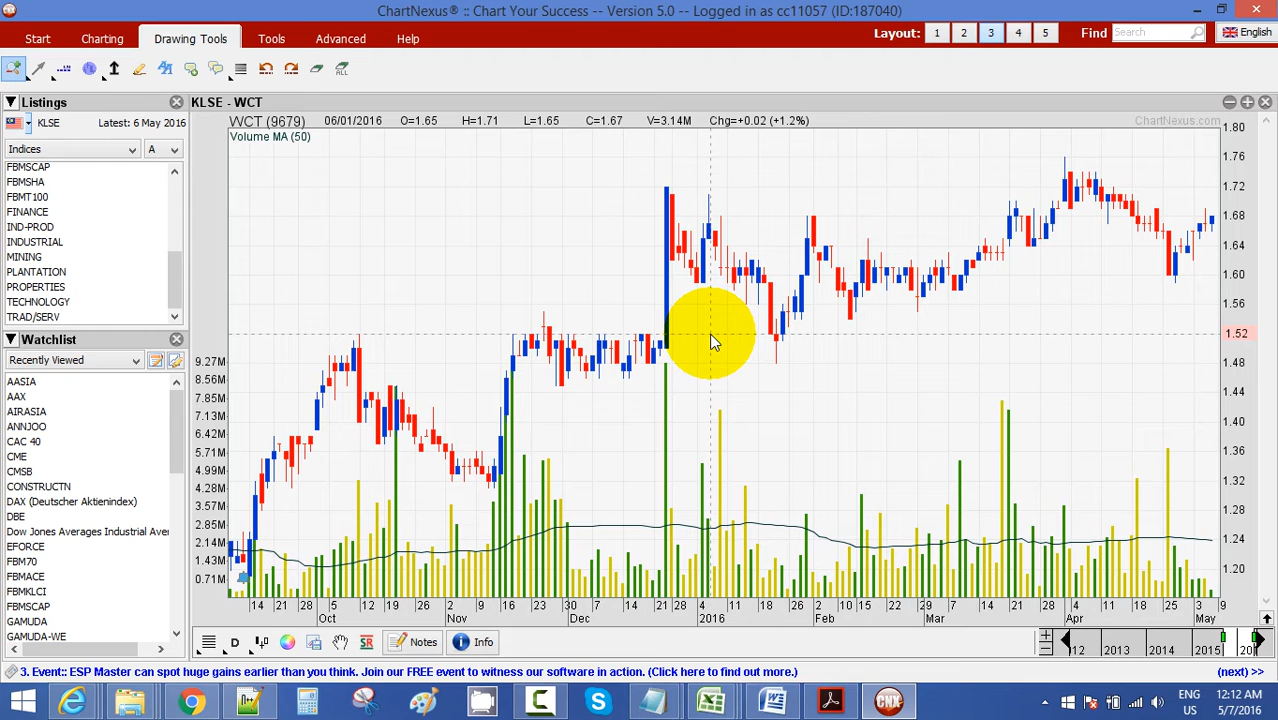 ChartNexus® :: Chart Your Success -- Version 5.0 -- Logged in as cc11057 (ID:187040)
Start Charting Drawing Tools Tools Advanced Help Layout: 1 2 3 4 5 Find Search English
ALL
Listings
KLSE Latest: 6 May 2016
Indices A
FBMSCAP
FBMSHA
FBMT100
FINANCE
IND-PROD
INDUSTRIAL
MINING
PLANTATION
PROPERTIES
TECHNOLOGY
TRAD/SERV
Watchlist
Recently Viewed
AASIA
AAX
AIRASIA
ANNJOO
CAC 40
CME
CMSB
CONSTRUCTN
DAX (Deutscher Aktienindex)
DBE
Dow Jones Averages Industrial Aver
EFORCE
FBM70
FBMACE
FBMKLCI
FBMSCAP
GAMUDA
GAMUDA-WE
KLSE - WCT
WCT (9679) 06/01/2016 O=1.65 H=1.71 L=1.65 C=1.67 V=3.14M Chg=+0.02 (+1.2%) ChartNexus.com
Volume MA (50)
1.80
1.76
1.72
1.68
1.64
1.60
1.56
1.52
1.48
1.44
1.40
1.36
1.32
1.28
1.24
1.20
9.27M
8.56M
7.85M
7.13M
6.42M
5.71M
4.99M
4.28M
3.57M
2.85M
2.14M
1.43M
0.71M
14 21 28 5 12 19 26 2 9 16 23 30 7 14 21 28 4 11 18 26 2 10 15 22 29 7 14 21 28 4 11 18 25 3 9
Oct Nov Dec 2016 Feb Mar Apr May
D SR Notes Info
12 2013 2014 2015 20
3. Event:: ESP Master can spot huge gains earlier than you think. Join our FREE event to witness our software in action. (Click here to find out more.) (next) >>
CNX
ENG
US
12:12 AM
5/7/2016